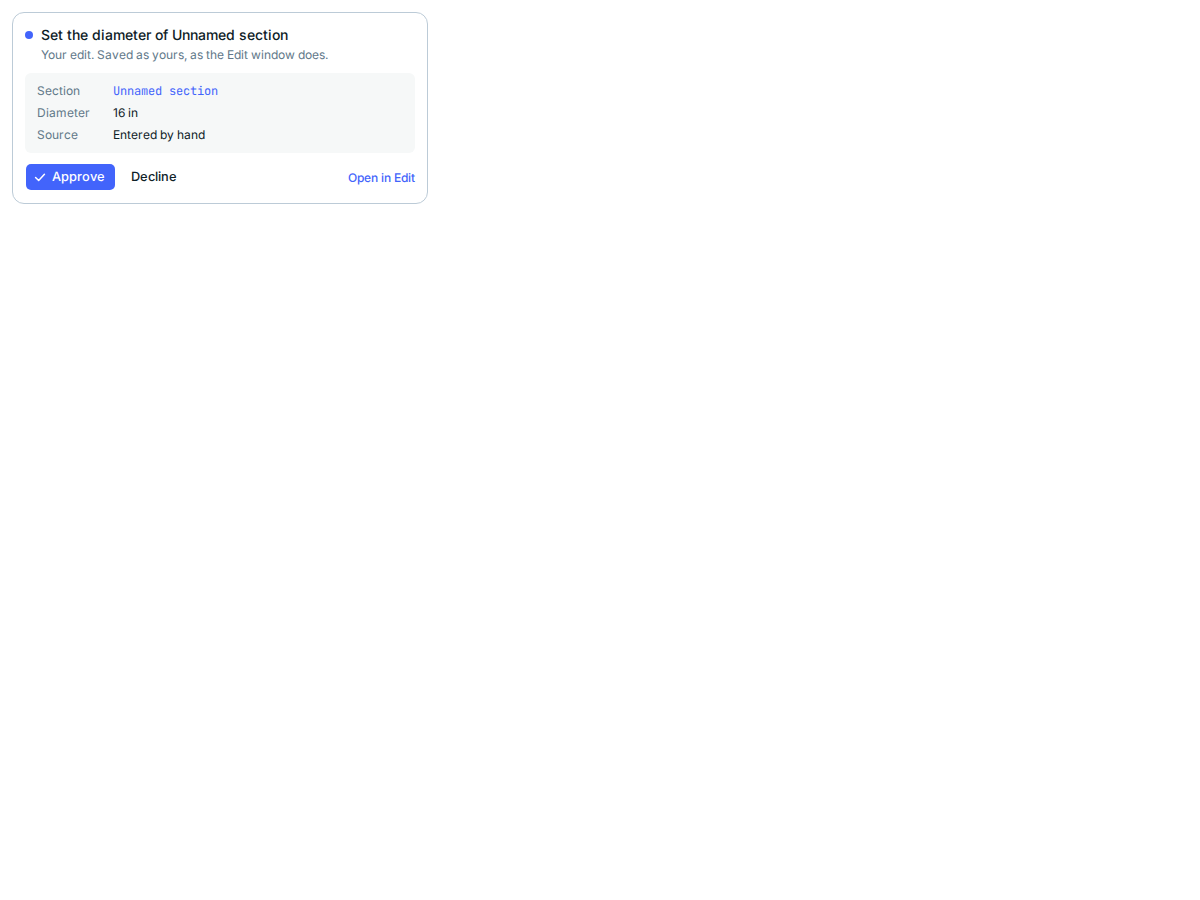 Set the diameter of Unnamed section
Your edit. Saved as yours, as the Edit window does.
Section Unnamed section
Diameter 16 in
Source Entered by hand
Approve Decline Open in Edit